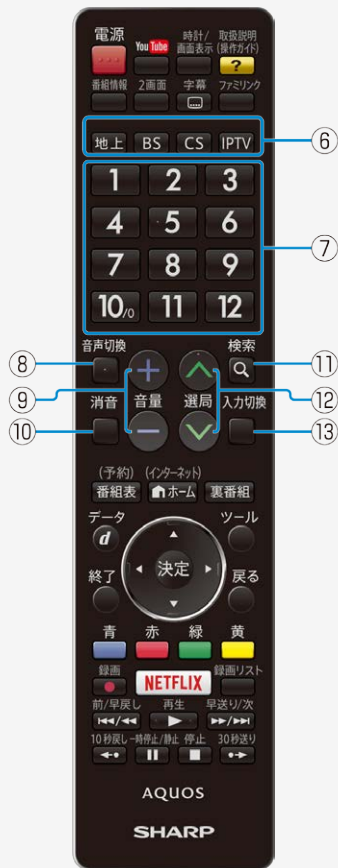 電源 You Tube 時計/画面表示 取扱説明(操作ガイド)
?
番組情報 2画面 字幕 ファミリンク
地上 BS CS IPTV ⑥
1 2 3
4 5 6 ⑦
7 8 9
10/0 11 12
音声切換 検索
⑧ + ⑪
⑨ 消音 音量 選局 入力切換 ⑫
⑩ − ⑬
(予約) (インターネット)
番組表 ホーム 裏番組
データ ツール
d
決定
終了 戻る
青 赤 緑 黄
録画 NETFLIX 録画リスト
前/早戻し 再生 早送り/次
10秒戻し 一時停止/静止 停止 30秒送り
AQUOS
SHARP